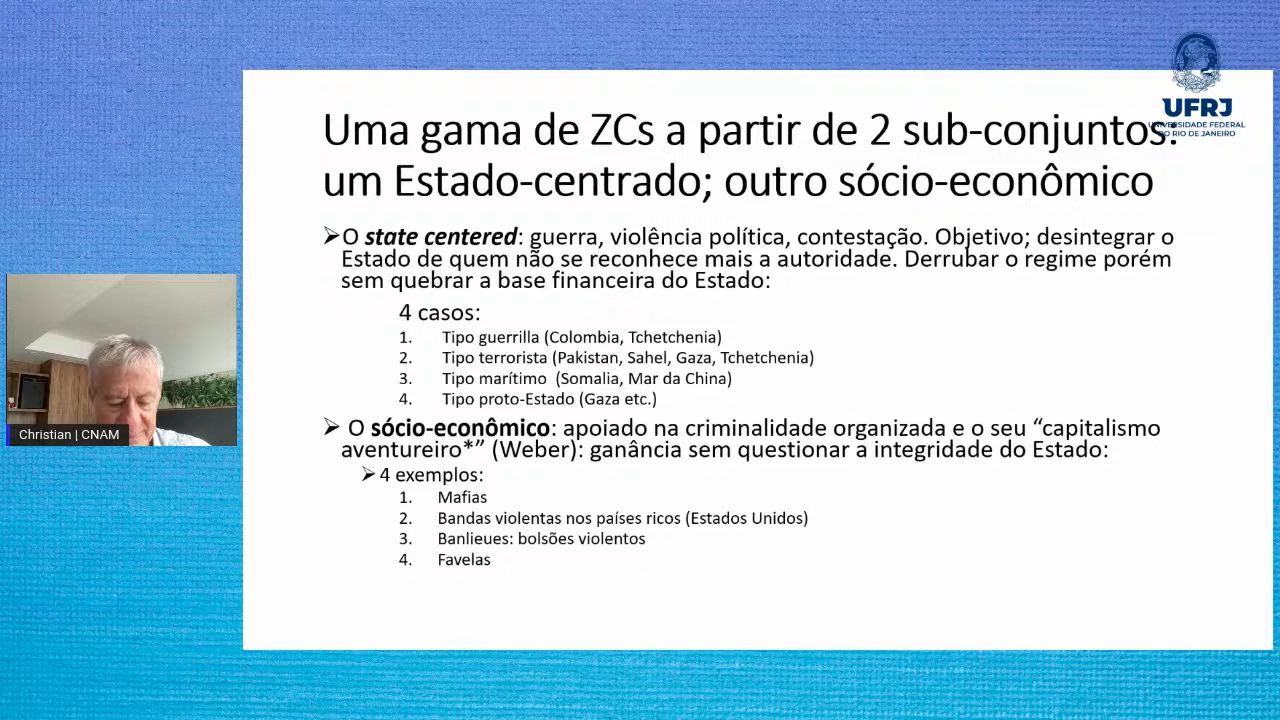 UFRJ
UNIVERSIDADE FEDERAL
DO RIO DE JANEIRO
Uma gama de ZCs a partir de 2 sub-conjuntos:
um Estado-centrado; outro sócio-econômico
➢O state centered: guerra, violência política, contestação. Objetivo; desintegrar o
Estado de quem não se reconhece mais a autoridade. Derrubar o regime porém
sem quebrar a base financeira do Estado:
4 casos:
1. Tipo guerrilla (Colombia, Tchetchenia)
2. Tipo terrorista (Pakistan, Sahel, Gaza, Tchetchenia)
3. Tipo marítimo (Somalia, Mar da China)
4. Tipo proto-Estado (Gaza etc.)
➢ O sócio-econômico: apoiado na criminalidade organizada e o seu “capitalismo
aventureiro*” (Weber): ganância sem questionar a integridade do Estado:
➢4 exemplos:
1. Mafias
2. Bandas violentas nos países ricos (Estados Unidos)
3. Banlieues: bolsões violentos
4. Favelas
Christian | CNAM